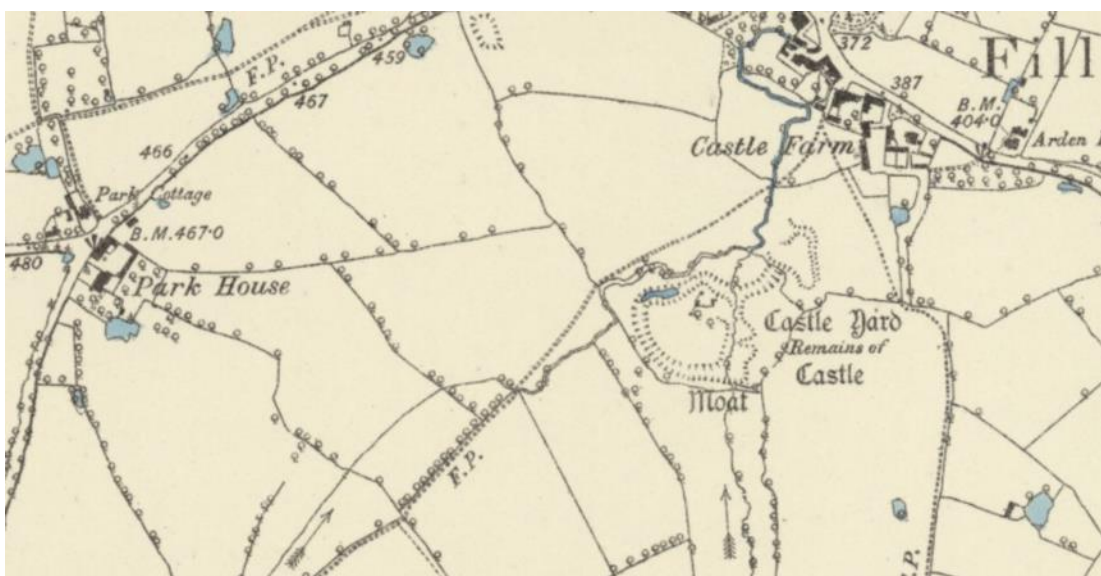 372
Fill
459
F.P.
467
387
B.M.
404·0
Castle Farm
Arden
466
Park Cottage
B.M.467·0
480
Park House
Castle Yard
Remains of
Castle
Moat
F.P.
F.P.